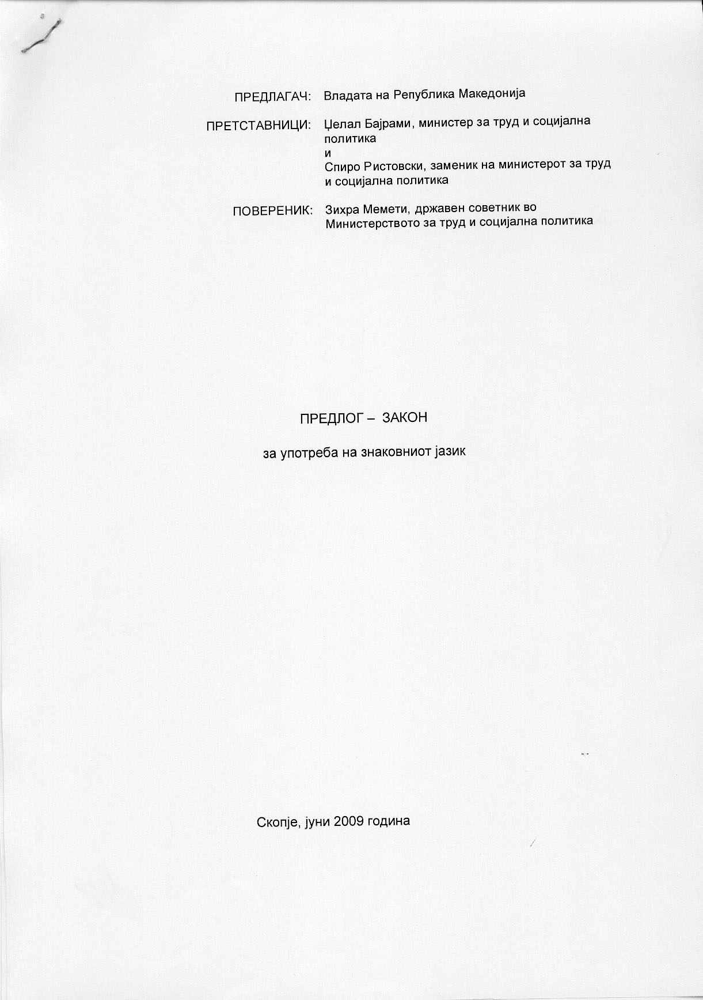 ПРЕДЛАГАЧ: Владата на Република Македонија
ПРЕТСТАВНИЦИ: Џелал Бајрами, министер за труд и социјална
политика
и
Спиро Ристовски, заменик на министерот за труд
и социјална политика
ПОВЕРЕНИК: Зихра Мемети, државен советник во
Министерството за труд и социјална политика
ПРЕДЛОГ – ЗАКОН
за употреба на знаковниот јазик
Скопје, јуни 2009 година